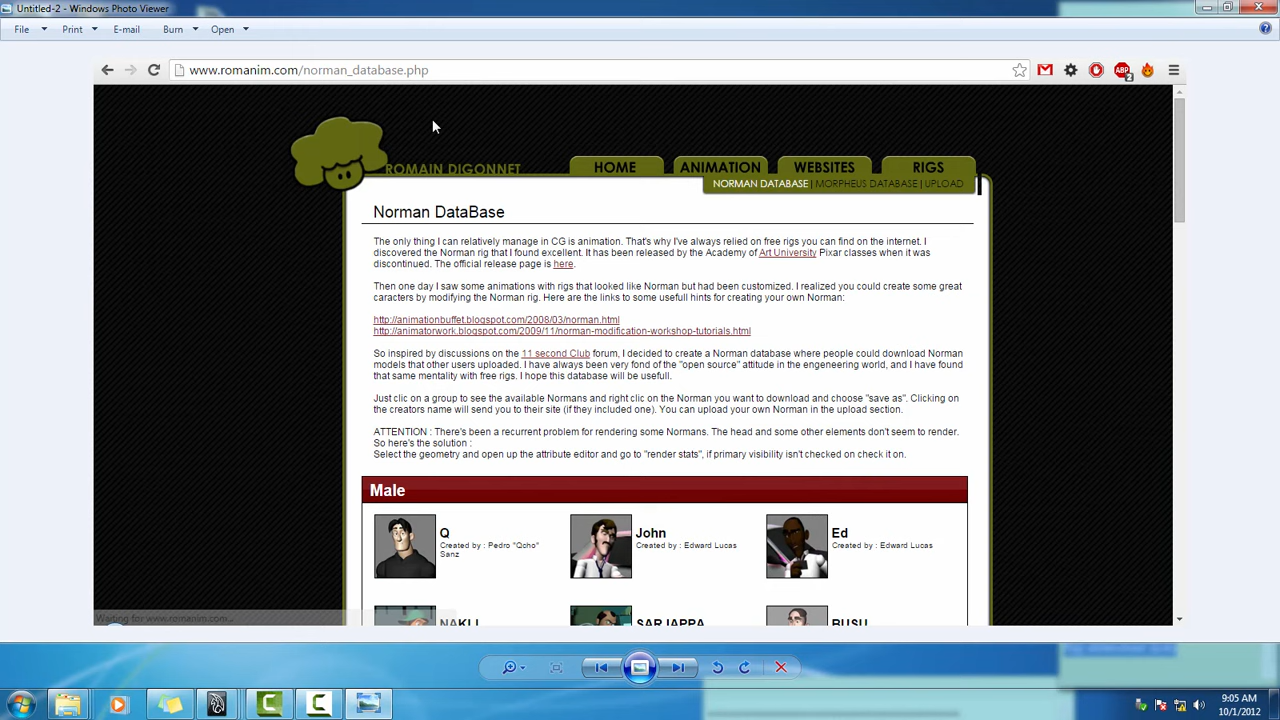 Untitled-2 - Windows Photo Viewer
File Print E-mail Burn Open
www.romanim.com/norman_database.php
ROMAIN DIGONNET
HOME ANIMATION WEBSITES RIGS
NORMAN DATABASE | MORPHEUS DATABASE | UPLOAD
Norman DataBase
The only thing I can relatively manage in CG is animation. That's why I've always relied on free rigs you can find on the internet. I
discovered the Norman rig that I found excellent. It has been released by the Academy of Art University Pixar classes when it was
discontinued. The official release page is here.
Then one day I saw some animations with rigs that looked like Norman but had been customized. I realized you could create some great
caracters by modifying the Norman rig. Here are the links to some usefull hints for creating your own Norman:
http://animationbuffet.blogspot.com/2008/03/norman.html
http://animatorwork.blogspot.com/2009/11/norman-modification-workshop-tutorials.html
So inspired by discussions on the 11 second Club forum, I decided to create a Norman database where people could download Norman
models that other users uploaded. I have always been very fond of the "open source" attitude in the engeneering world, and I have found
that same mentality with free rigs. I hope this database will be usefull.
Just clic on a group to see the available Normans and right clic on the Norman you want to download and choose "save as". Clicking on
the creators name will send you to their site (if they included one). You can upload your own Norman in the upload section.
ATTENTION : There's been a recurrent problem for rendering some Normans. The head and some other elements don't seem to render.
So here's the solution :
Select the geometry and open up the attribute editor and go to "render stats", if primary visibility isn't checked on check it on.
Male
Q
Created by : Pedro "Qcho"
Sanz
John
Created by : Edward Lucas
Ed
Created by : Edward Lucas
NAKLI SARJAPPA BUSU
Waiting for www.romanim.com...
ABP
2
9:05 AM
10/1/2012